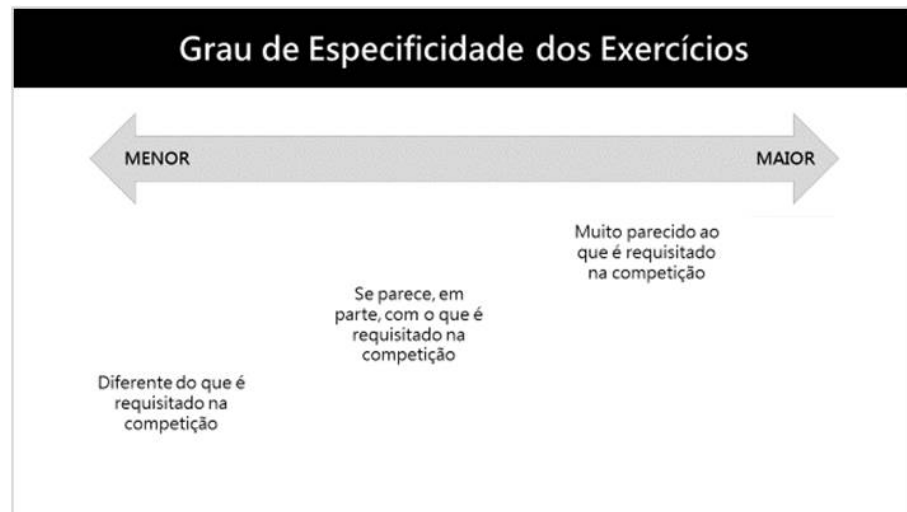 Grau de Especificidade dos Exercícios
MENOR
MAIOR
Muito parecido ao
que é requisitado
na competição
Se parece, em
parte, com o que é
requisitado na
competição
Diferente do que é
requisitado na
competição